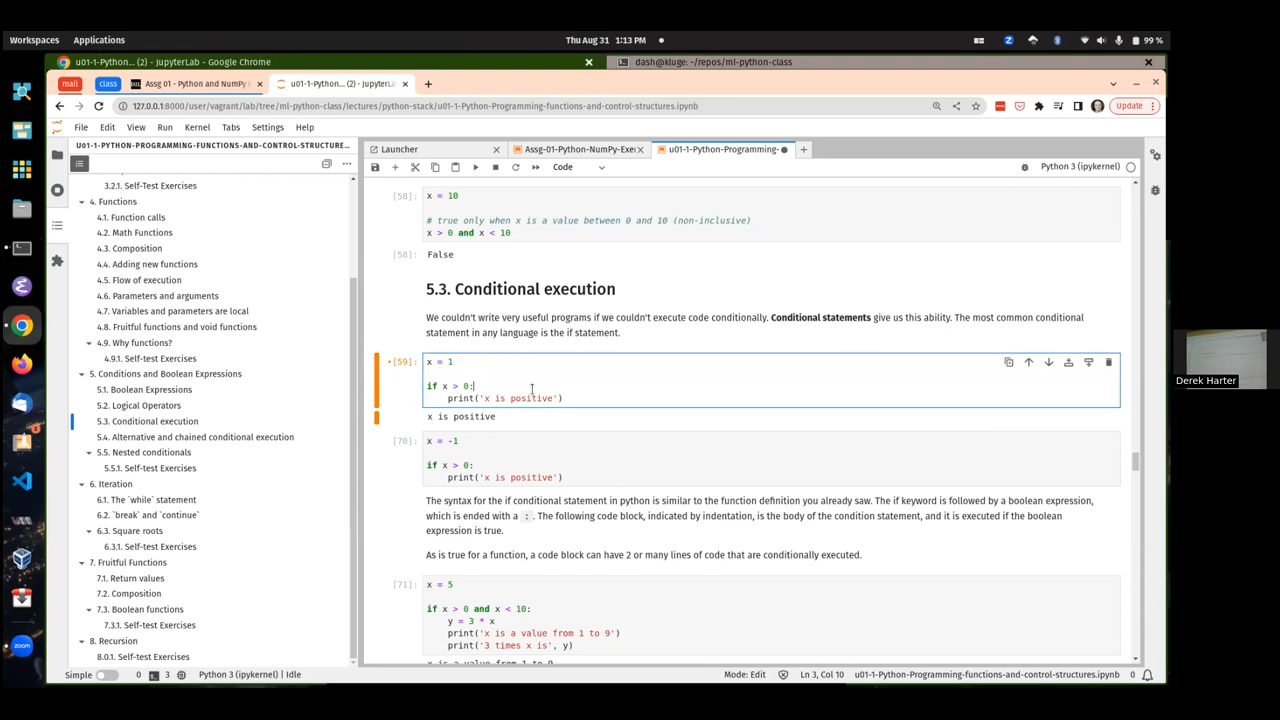 Workspaces Applications Thu Aug 31 1:13 PM 99 %
u01-1-Python... (2) - JupyterLab - Google Chrome
dash@kluge: ~/repos/ml-python-class
mail class Assg 01 - Python and NumPy u01-1-Python... (2) - JupyterL
127.0.0.1:8000/user/vagrant/lab/tree/ml-python-class/lectures/python-stack/u01-1-Python-Programming-functions-and-control-structures.ipynb
Update
File Edit View Run Kernel Tabs Settings Help
U01-1-PYTHON-PROGRAMMING-FUNCTIONS-AND-CONTROL-STRUCTURE...
3.2.1. Self-Test Exercises
4. Functions
4.1. Function calls
4.2. Math Functions
4.3. Composition
4.4. Adding new functions
4.5. Flow of execution
4.6. Parameters and arguments
4.7. Variables and parameters are local
4.8. Fruitful functions and void functions
4.9. Why functions?
4.9.1. Self-Test Exercises
5. Conditions and Boolean Expressions
5.1. Boolean Expressions
5.2. Logical Operators
5.3. Conditional execution
5.4. Alternative and chained conditional execution
5.5. Nested conditionals
5.5.1. Self-test Exercises
6. Iteration
6.1. The `while` statement
6.2. `break` and `continue`
6.3. Square roots
6.3.1. Self-test Exercises
7. Fruitful Functions
7.1. Return values
7.2. Composition
7.3. Boolean functions
7.3.1. Self-test Exercises
8. Recursion
8.0.1. Self-test Exercises
Launcher Assg-01-Python-NumPy-Exer u01-1-Python-Programming-
Code Python 3 (ipykernel)
[58]: x = 10
# true only when x is a value between 0 and 10 (non-inclusive)
x > 0 and x < 10
[58]: False
5.3. Conditional execution
We couldn't write very useful programs if we couldn't execute code conditionally. Conditional statements give us this ability. The most common conditional
statement in any language is the if statement.
[59]: x = 1
if x > 0:
print('x is positive')
x is positive
[70]: x = -1
if x > 0:
print('x is positive')
The syntax for the if conditional statement in python is similar to the function definition you already saw. The if keyword is followed by a boolean expression,
which is ended with a : . The following code block, indicated by indentation, is the body of the condition statement, and it is executed if the boolean
expression is true.
As is true for a function, a code block can have 2 or many lines of code that are conditionally executed.
[71]: x = 5
if x > 0 and x < 10:
y = 3 * x
print('x is a value from 1 to 9')
print('3 times x is', y)
x is a value from 1 to 9
Simple 0 3 Python 3 (ipykernel) | Idle Mode: Edit Ln 3, Col 10 u01-1-Python-Programming-functions-and-control-structures.ipynb 0
zoom
Derek Harter